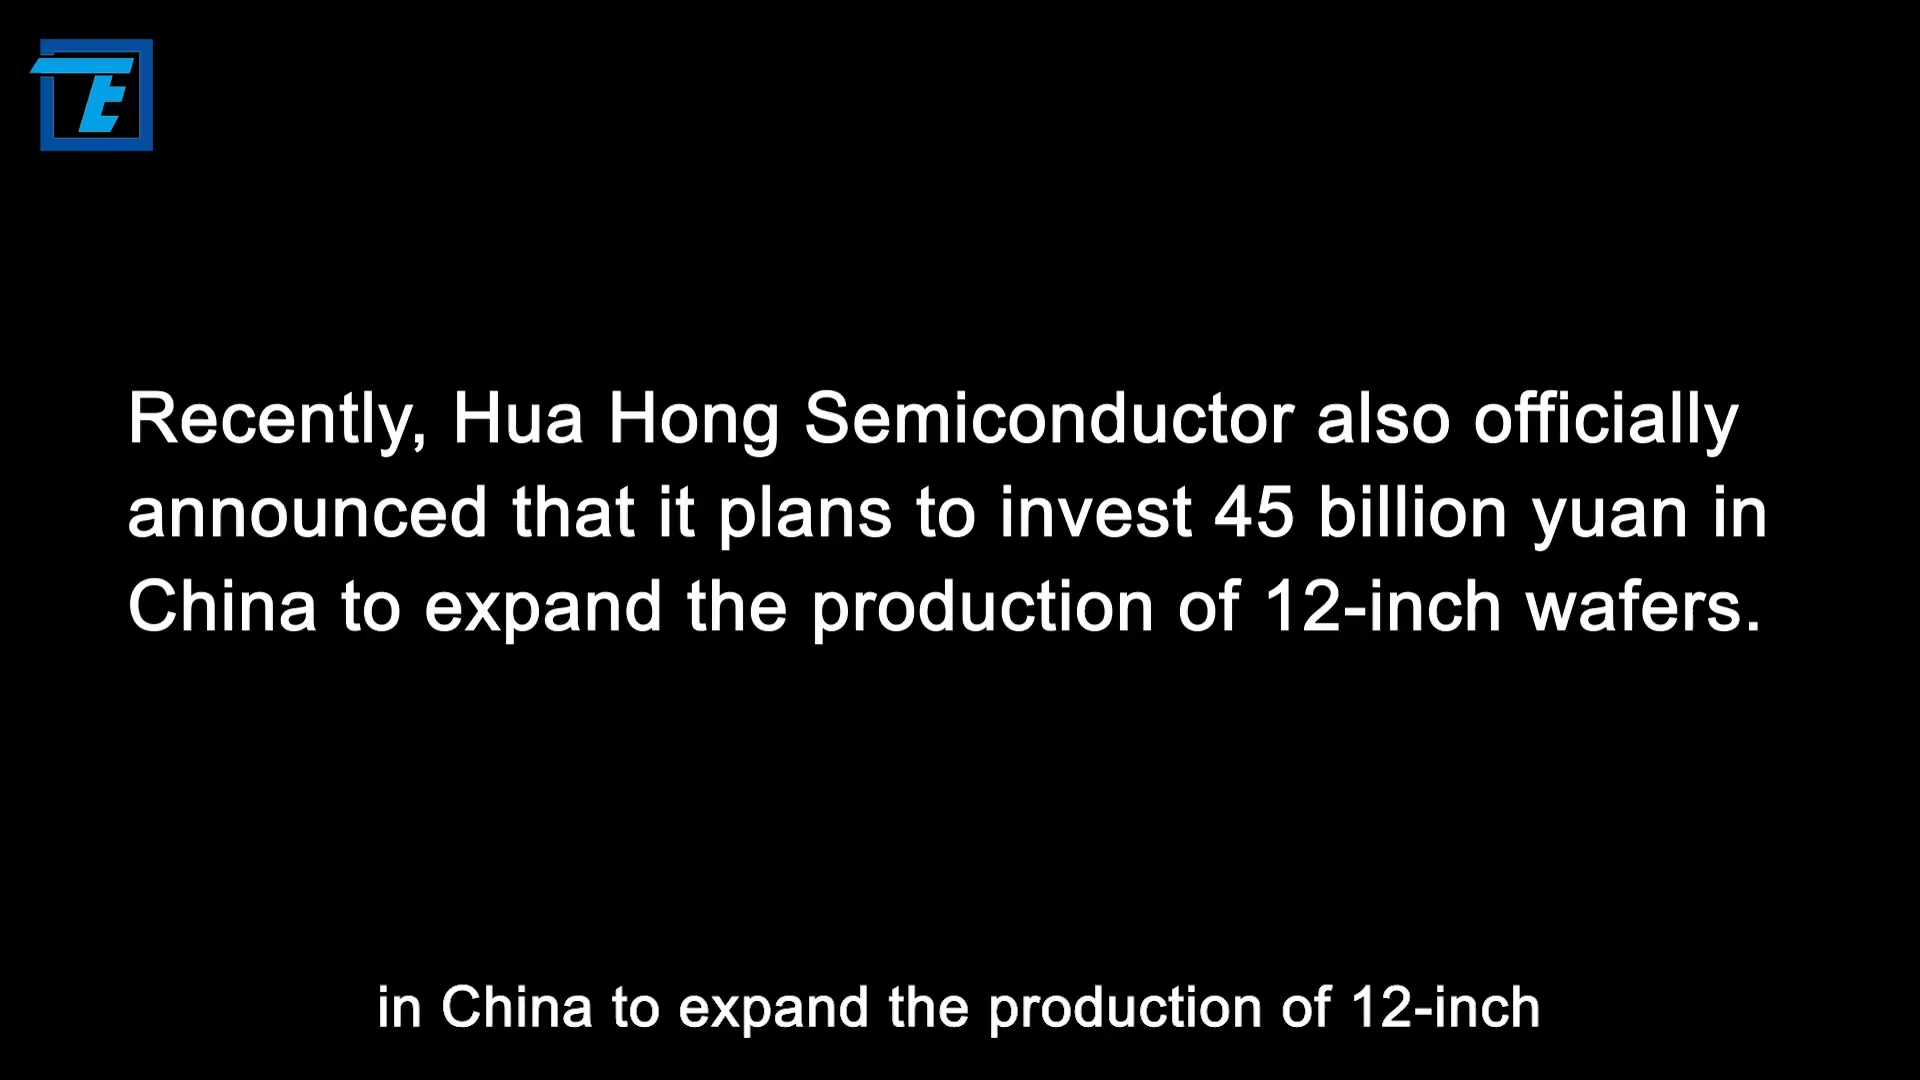 TE
Recently, Hua Hong Semiconductor also officially
announced that it plans to invest 45 billion yuan in
China to expand the production of 12-inch wafers.
in China to expand the production of 12-inch